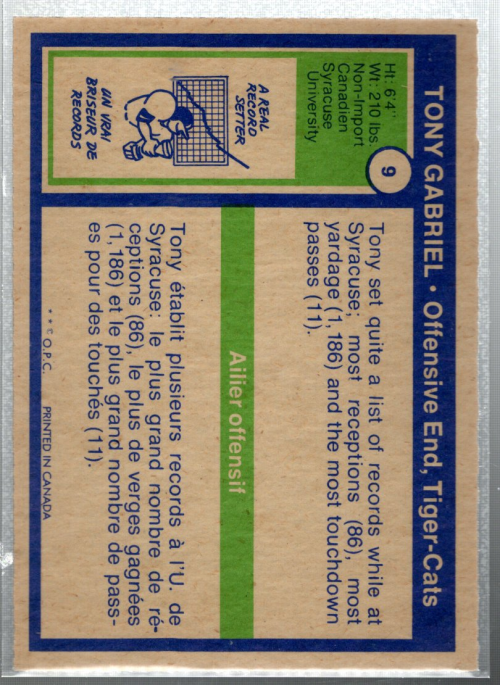 TONY GABRIEL • Offensive End, Tiger-Cats
9
Ht: 6'4"
Wt: 210 lbs.
Non-Import
Canadien
Syracuse
University
A REAL
RECORD
SETTER
UN VRAI
BRISEUR DE
RECORDS
Tony set quite a list of records while at
Syracuse; most receptions (86), most
yardage (1,186) and the most touchdown
passes (11).
Ailier offensif
Tony établit plusieurs records à l'U. de
Syracuse: le plus grand nombre de ré-
ceptions (86), le plus de verges gagnées
(1,186) et le plus grand nombre de pass-
es pour des touchés (11).
* * © O.P.C. PRINTED IN CANADA